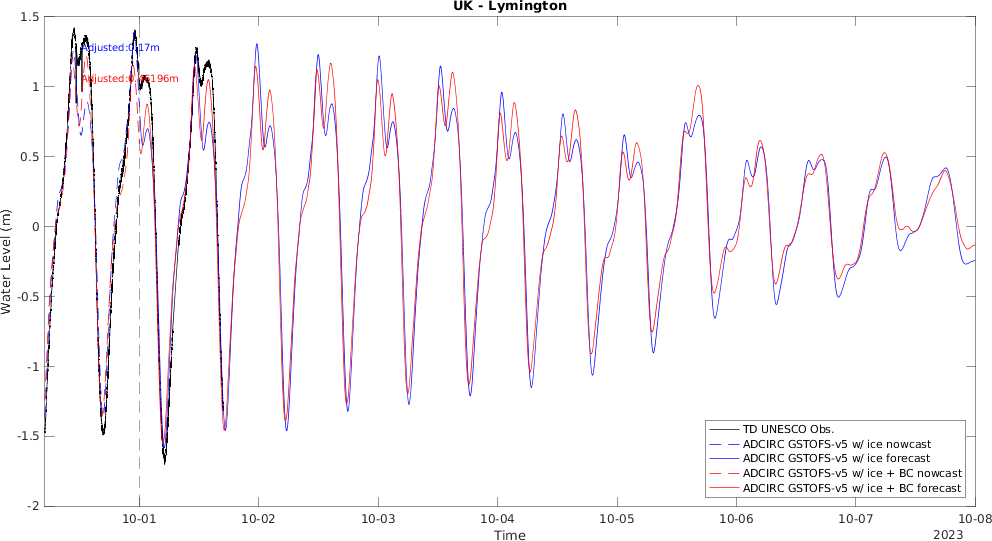 UK - Lymington
1.5
1
0.5
0
-0.5
-1
-1.5
-2
Water Level (m)
Adjusted:0.17m
10-01
10-02
10-03
10-04
10-05
10-06
10-07
10-08
Time
2023
TD UNESCO Obs.
ADCIRC GSTOFS-v5 w/ ice nowcast
ADCIRC GSTOFS-v5 w/ ice forecast
ADCIRC GSTOFS-v5 w/ ice + BC nowcast
ADCIRC GSTOFS-v5 w/ ice + BC forecast